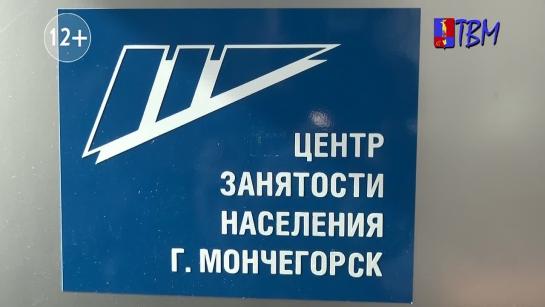 12+
ТВМ
ЦЕНТР
ЗАНЯТОСТИ
НАСЕЛЕНИЯ
Г. МОНЧЕГОРСК